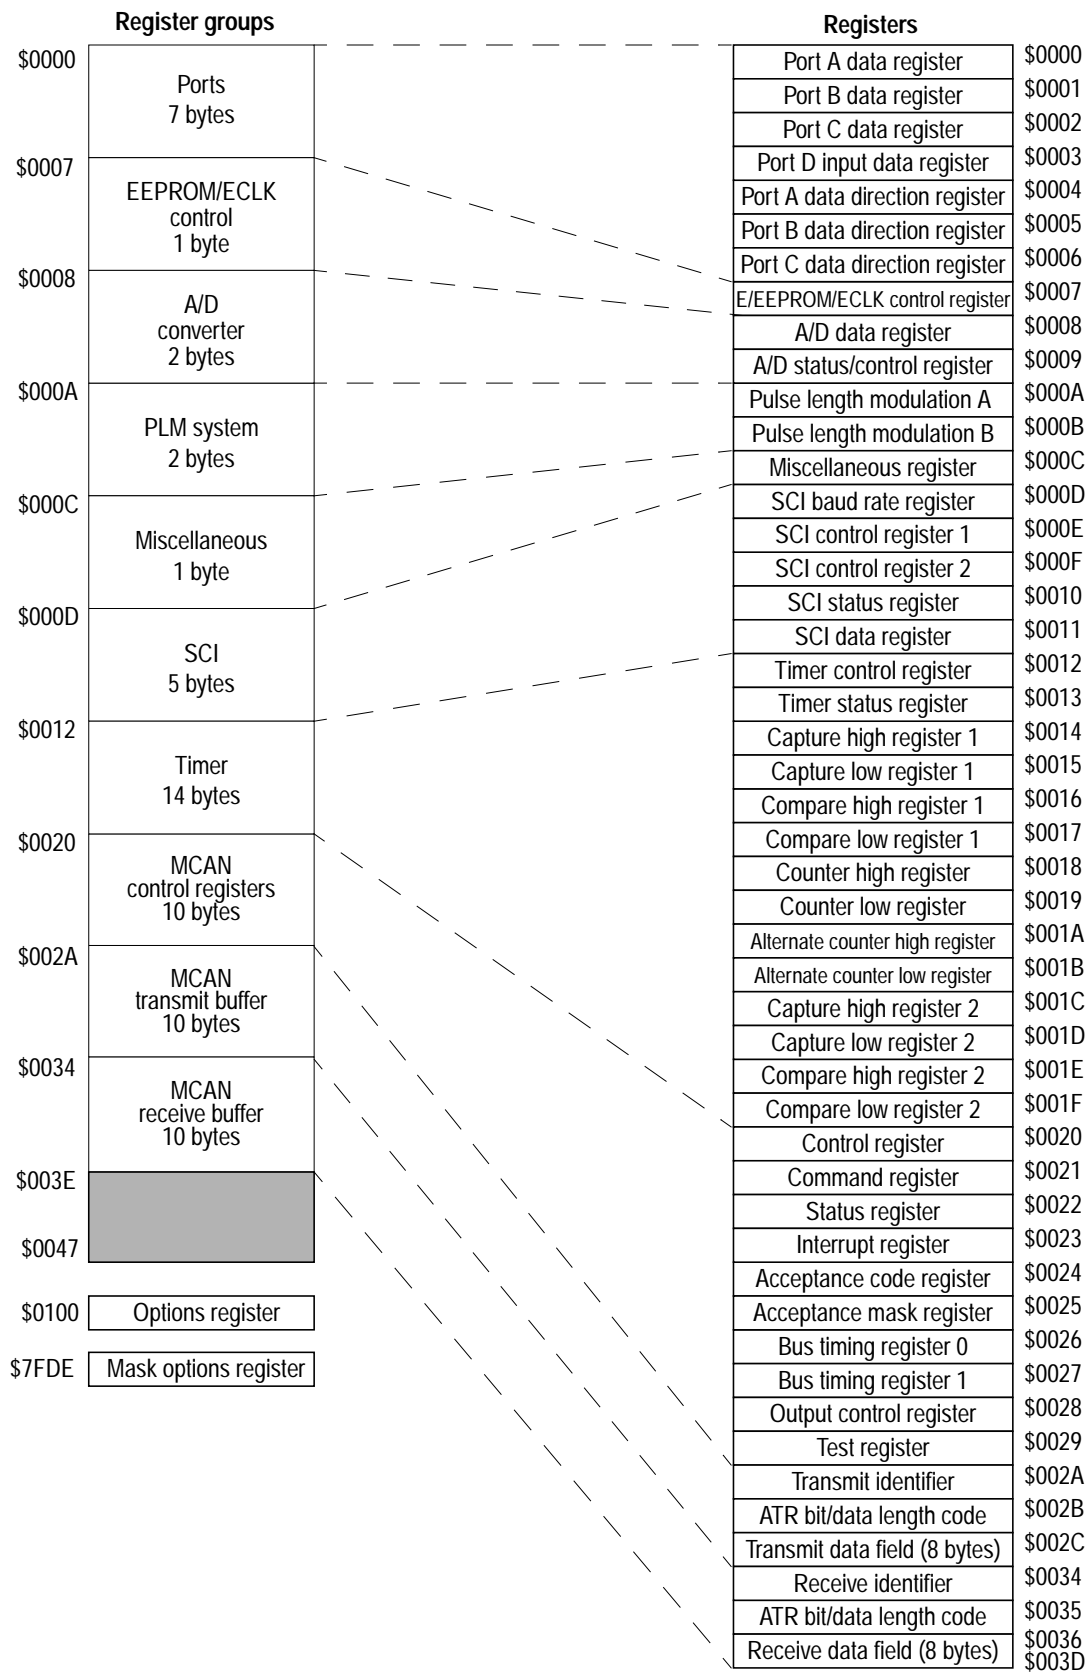 Register groups
$0000
Ports
7 bytes
$0007
EEPROM/ECLK
control
1 byte
$0008
A/D
converter
2 bytes
$000A
PLM system
2 bytes
$000C
Miscellaneous
1 byte
$000D
SCI
5 bytes
$0012
Timer
14 bytes
$0020
MCAN
control registers
10 bytes
$002A
MCAN
transmit buffer
10 bytes
$0034
MCAN
receive buffer
10 bytes
$003E
$0047
$0100 Options register
$7FDE Mask options register
Registers
Port A data register $0000
Port B data register $0001
Port C data register $0002
Port D input data register $0003
Port A data direction register $0004
Port B data direction register $0005
Port C data direction register $0006
E/EEPROM/ECLK control register $0007
A/D data register $0008
A/D status/control register $0009
Pulse length modulation A $000A
Pulse length modulation B $000B
Miscellaneous register $000C
SCI baud rate register $000D
SCI control register 1 $000E
SCI control register 2 $000F
SCI status register $0010
SCI data register $0011
Timer control register $0012
Timer status register $0013
Capture high register 1 $0014
Capture low register 1 $0015
Compare high register 1 $0016
Compare low register 1 $0017
Counter high register $0018
Counter low register $0019
Alternate counter high register $001A
Alternate counter low register $001B
Capture high register 2 $001C
Capture low register 2 $001D
Compare high register 2 $001E
Compare low register 2 $001F
Control register $0020
Command register $0021
Status register $0022
Interrupt register $0023
Acceptance code register $0024
Acceptance mask register $0025
Bus timing register 0 $0026
Bus timing register 1 $0027
Output control register $0028
Test register $0029
Transmit identifier $002A
ATR bit/data length code $002B
Transmit data field (8 bytes) $002C
Receive identifier $0034
ATR bit/data length code $0035
Receive data field (8 bytes) $0036
$003D